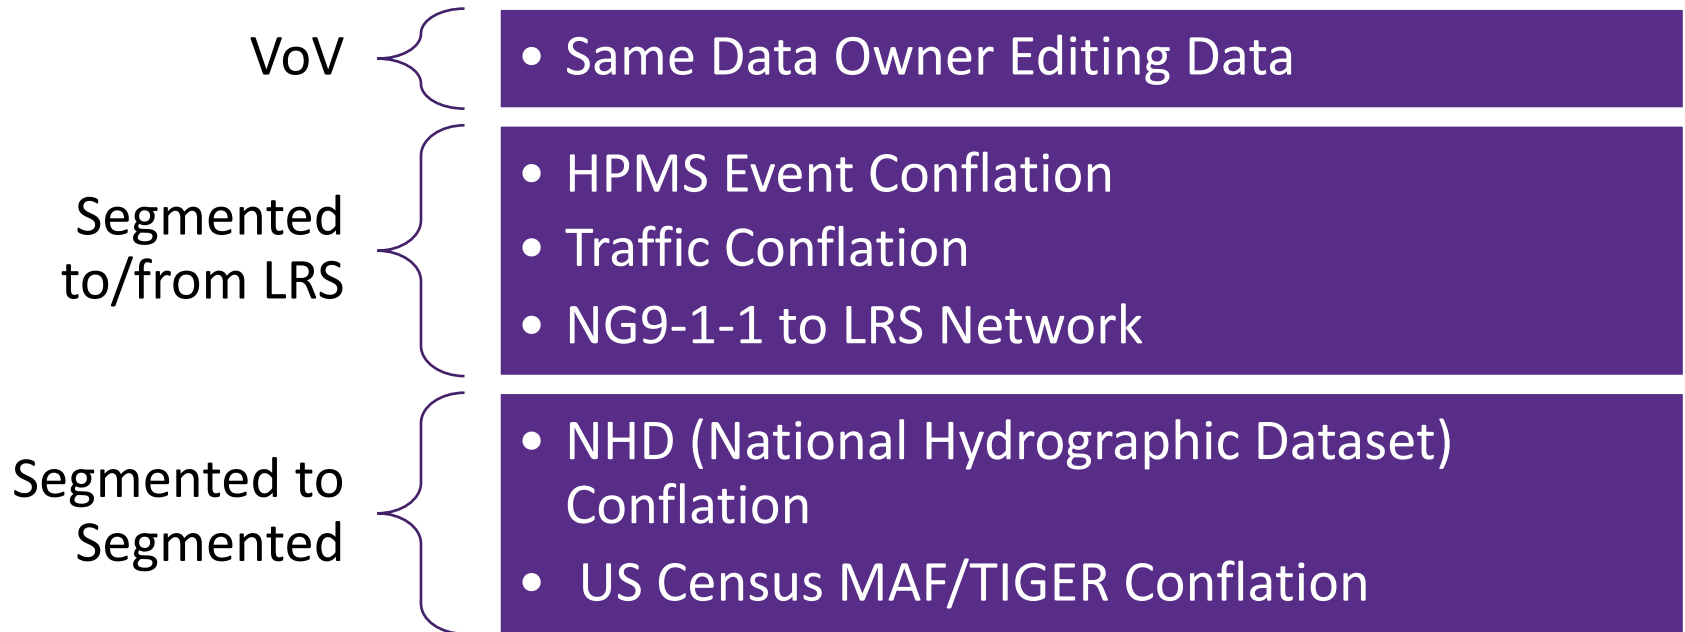 VoV
• Same Data Owner Editing Data
Segmented
to/from LRS
• HPMS Event Conflation
• Traffic Conflation
• NG9-1-1 to LRS Network
Segmented to
Segmented
• NHD (National Hydrographic Dataset)
Conflation
• US Census MAF/TIGER Conflation